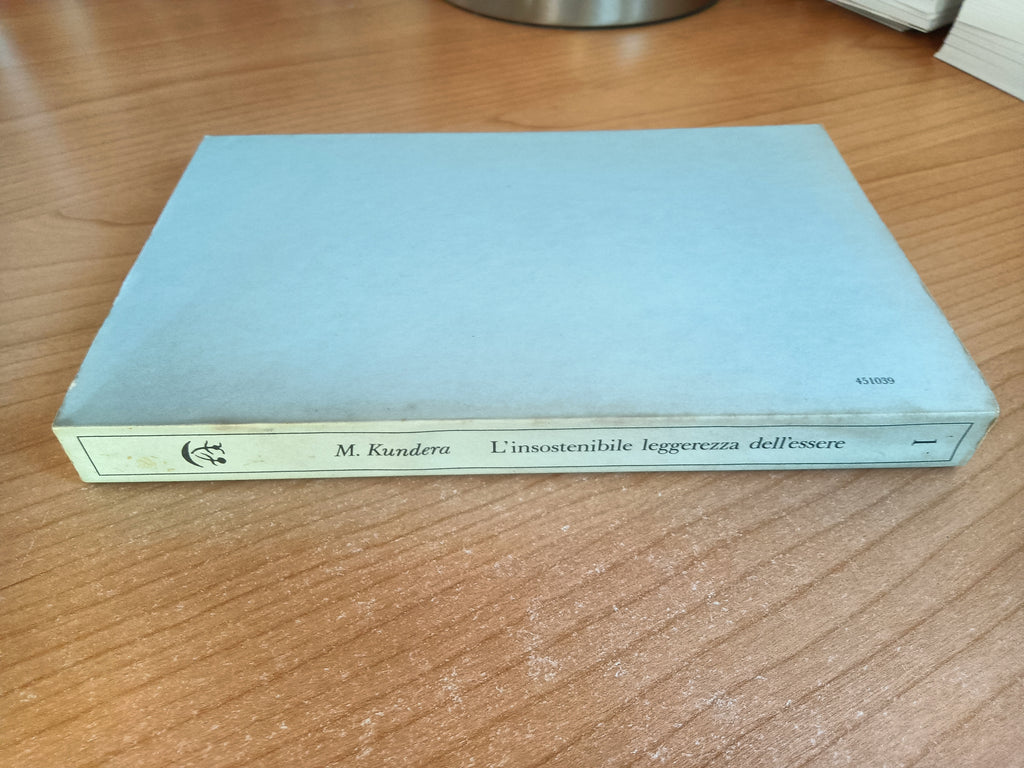 451039
M. Kundera L'insostenibile leggerezza dell'essere 1